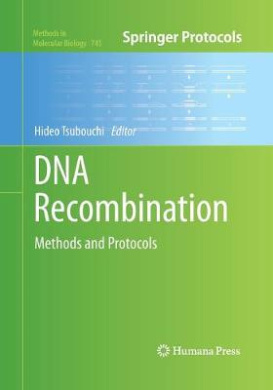 Methods in
Molecular Biology 745
Springer Protocols
Hideo Tsubouchi Editor
DNA
Recombination
Methods and Protocols
Humana Press